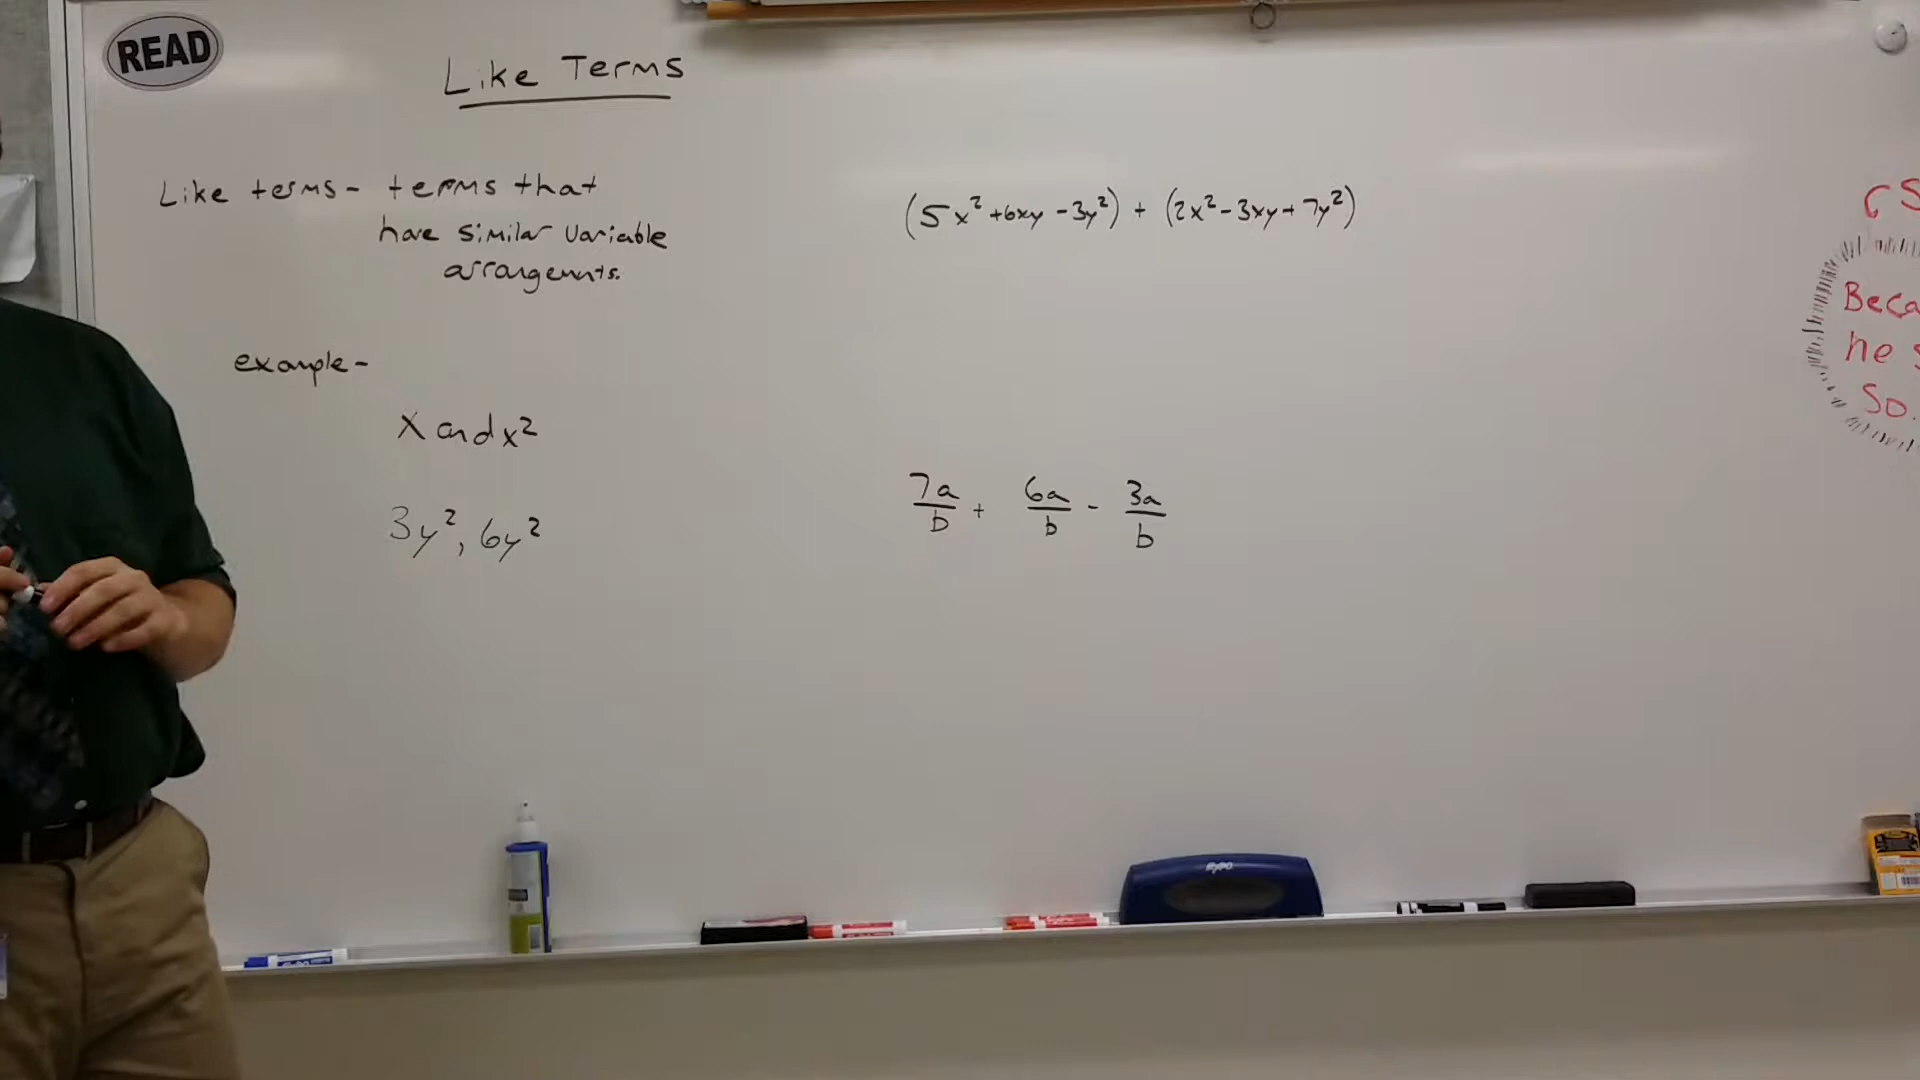 READ
Like Terms
Like terms- terms that
have similar variable
arrangements.
example-
x and x²
3y², 6y²
(5x² +6xy -3y²) + (2x² -3xy + 7y²)
7a/b + 6a/b - 3a/b
he
So.
EXPO